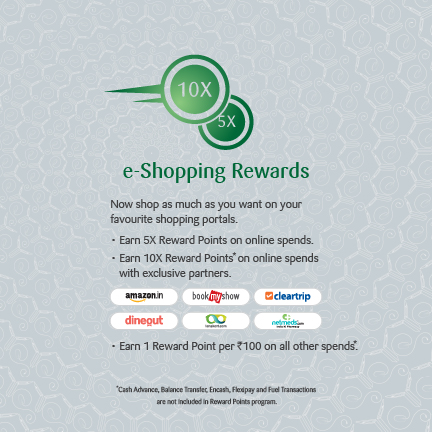 10X
5X
e-Shopping Rewards
Now shop as much as you want on your
favourite shopping portals.
• Earn 5X Reward Points on online spends.
• Earn 10X Reward Points* on online spends
with exclusive partners.
amazon.in bookmyshow cleartrip
dineout lenskart.com netmeds.com
• Earn 1 Reward Point per ₹100 on all other spends*.
*Cash Advance, Balance Transfer, Encash, Flexipay and Fuel Transactions
are not included in Reward Points program.